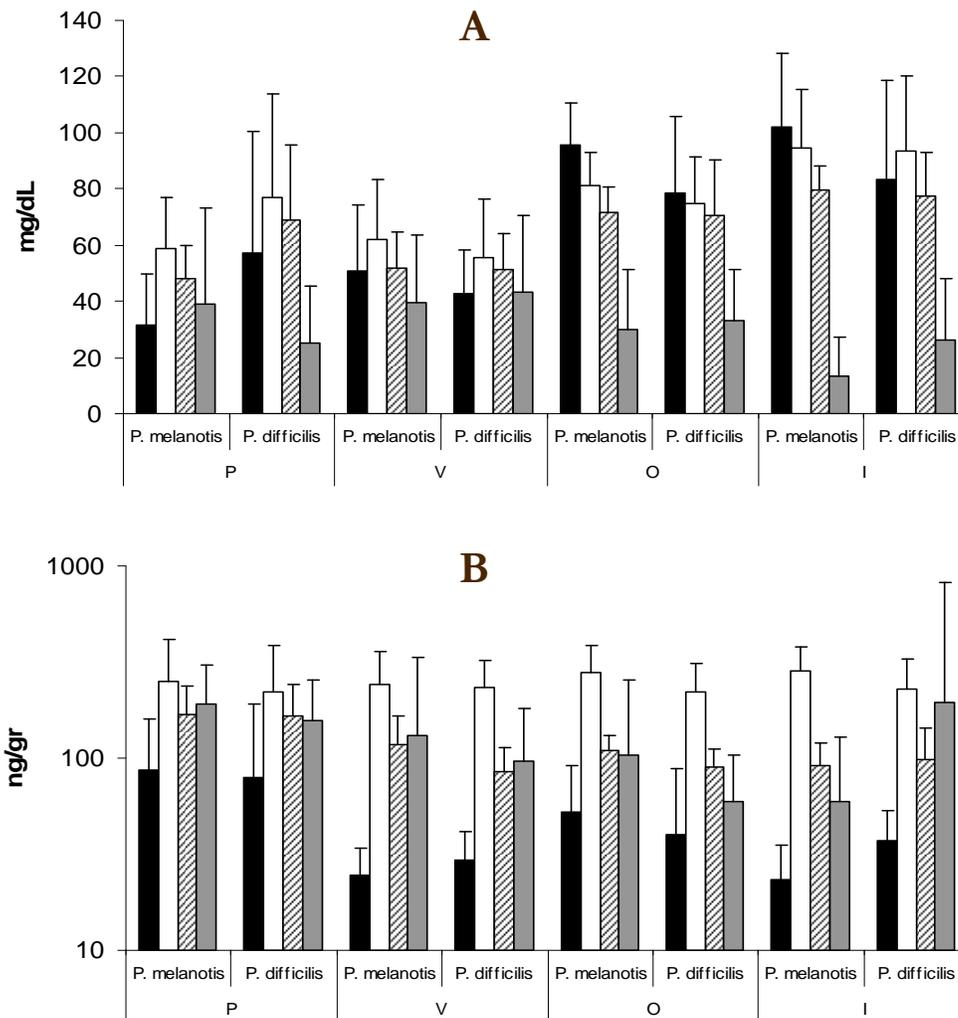 A
140
120
100
80
60
40
20
0
mg/dL
P. melanotis P. difficilis P. melanotis P. difficilis P. melanotis P. difficilis P. melanotis P. difficilis
P V O I
B
1000
100
10
ng/gr
P. melanotis P. difficilis P. melanotis P. difficilis P. melanotis P. difficilis P. melanotis P. difficilis
P V O I